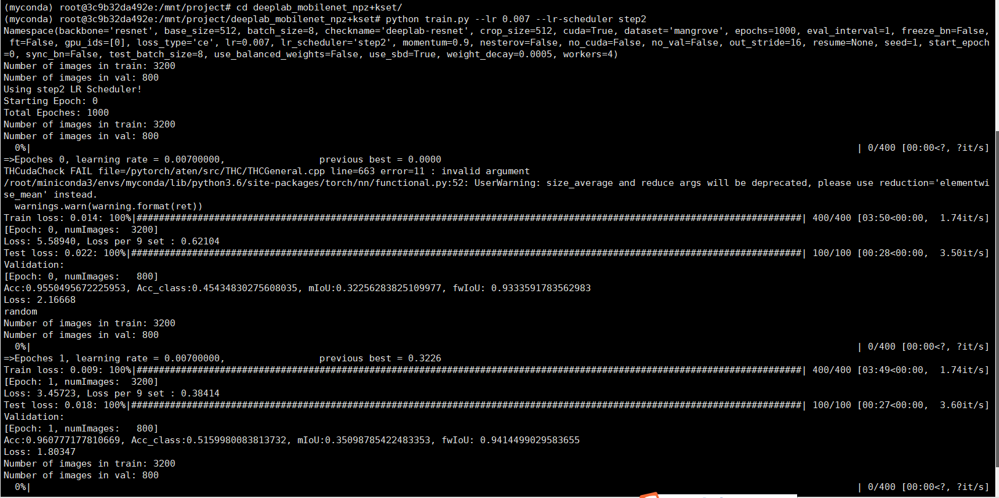 (myconda) root@3c9b32da492e:/mnt/project# cd deeplab_mobilenet_npz+kset/
(myconda) root@3c9b32da492e:/mnt/project/deeplab_mobilenet_npz+kset# python train.py --lr 0.007 --lr-scheduler step2
Namespace(backbone='resnet', base_size=512, batch_size=8, checkname='deeplab-resnet', crop_size=512, cuda=True, dataset='mangrove', epochs=1000, eval_interval=1, freeze_bn=False,
 ft=False, gpu_ids=[0], loss_type='ce', lr=0.007, lr_scheduler='step2', momentum=0.9, nesterov=False, no_cuda=False, no_val=False, out_stride=16, resume=None, seed=1, start_epoch
=0, sync_bn=False, test_batch_size=8, use_balanced_weights=False, use_sbd=True, weight_decay=0.0005, workers=4)
Number of images in train: 3200
Number of images in val: 800
Using step2 LR Scheduler!
Starting Epoch: 0
Total Epoches: 1000
Number of images in train: 3200
Number of images in val: 800
  0%| | 0/400 [00:00<?, ?it/s]
=>Epoches 0, learning rate = 0.00700000, previous best = 0.0000
THCudaCheck FAIL file=/pytorch/aten/src/THC/THCGeneral.cpp line=663 error=11 : invalid argument
/root/miniconda3/envs/myconda/lib/python3.6/site-packages/torch/nn/functional.py:52: UserWarning: size_average and reduce args will be deprecated, please use reduction='elementwi
se_mean' instead.
  warnings.warn(warning.format(ret))
Train loss: 0.014: 100%|########################################################################################################################| 400/400 [03:50<00:00,  1.74it/s]
[Epoch: 0, numImages:  3200]
Loss: 5.58940, Loss per 9 set : 0.62104
Test loss: 0.022: 100%|#########################################################################################################################| 100/100 [00:28<00:00,  3.50it/s]
Validation:
[Epoch: 0, numImages:   800]
Acc:0.9550495672225953, Acc_class:0.45434830275608035, mIoU:0.32256283825109977, fwIoU: 0.9333591783562983
Loss: 2.16668
random
Number of images in train: 3200
Number of images in val: 800
  0%| | 0/400 [00:00<?, ?it/s]
=>Epoches 1, learning rate = 0.00700000, previous best = 0.3226
Train loss: 0.009: 100%|########################################################################################################################| 400/400 [03:49<00:00,  1.74it/s]
[Epoch: 1, numImages:  3200]
Loss: 3.45723, Loss per 9 set : 0.38414
Test loss: 0.018: 100%|#########################################################################################################################| 100/100 [00:27<00:00,  3.60it/s]
Validation:
[Epoch: 1, numImages:   800]
Acc:0.960777177810669, Acc_class:0.5159980083813732, mIoU:0.35098785422483353, fwIoU: 0.9414499029583655
Loss: 1.80347
Number of images in train: 3200
Number of images in val: 800
  0%| | 0/400 [00:00<?, ?it/s]